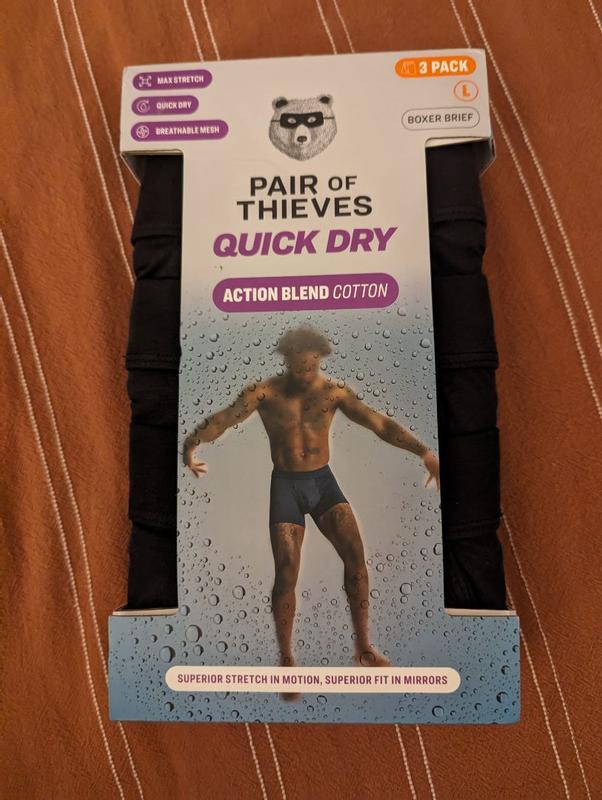 MAX STRETCH
QUICK DRY
BREATHABLE MESH
3 PACK
L
BOXER BRIEF
PAIR OF
THIEVES
QUICK DRY
ACTION BLEND COTTON
SUPERIOR STRETCH IN MOTION, SUPERIOR FIT IN MIRRORS